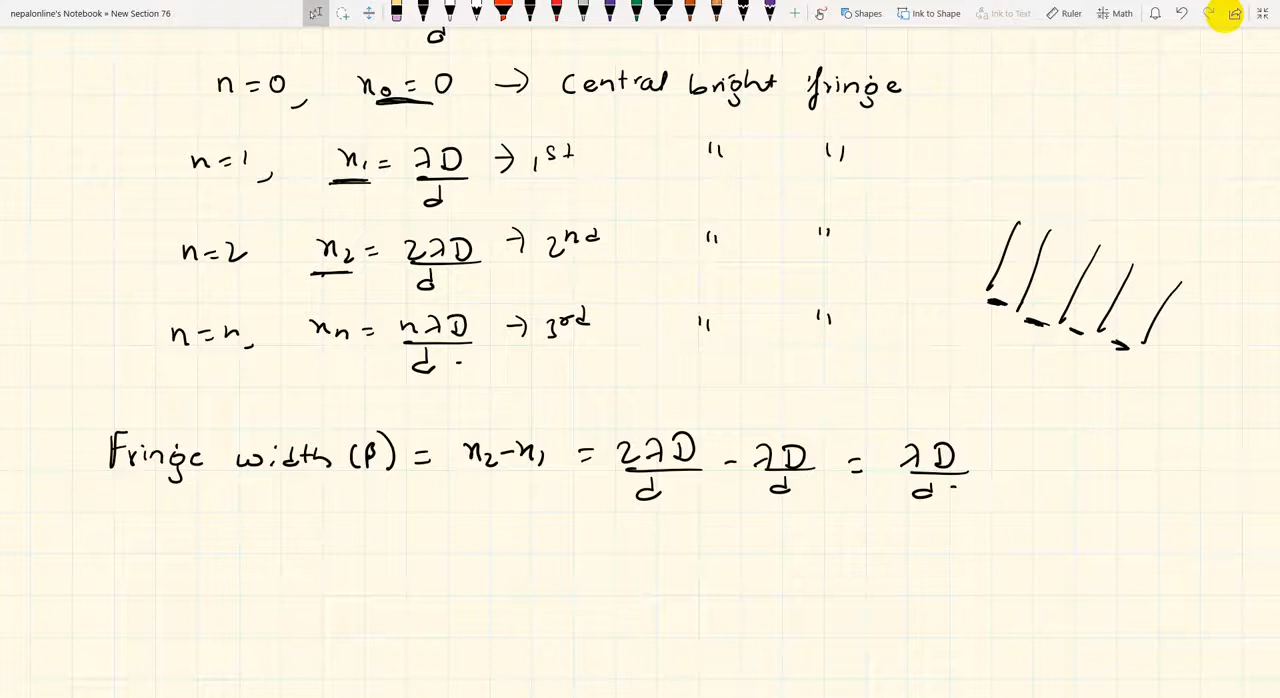 nepalonline's Notebook » New Section 76
Shapes Ink to Shape Ink to Text Ruler Math
d
n=0, x₀ = 0 → Central bright fringe
n=1, x₁ = λD/d → 1st " "
n=2 x₂ = 2λD/d → 2nd " "
n=n, xₙ = nλD/d → 3rd " "
Fringe width (β) = x₂-x₁ = 2λD/d - λD/d = λD/d